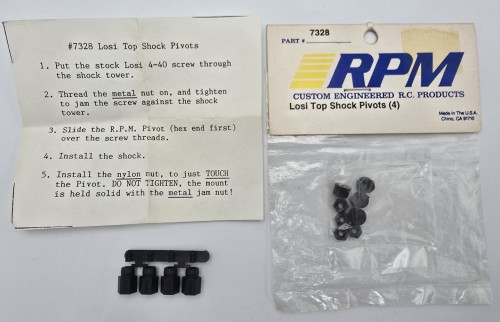 #7328 Losi Top Shock Pivots
1. Put the stock Losi 4-40 screw through
the shock tower.
2. Thread the metal nut on, and tighten
to jam the screw against the shock
tower.
3. Slide the R.P.M. Pivot (hex end first)
over the screw threads.
4. Install the shock.
5. Install the nylon nut, to just TOUCH
the Pivot. DO NOT TIGHTEN, the mount
is held solid with the metal jam nut!
PART # 7328
RPM
CUSTOM ENGINEERED R.C. PRODUCTS
Losi Top Shock Pivots (4)
Made in The U.S.A.
Chino, CA 91710